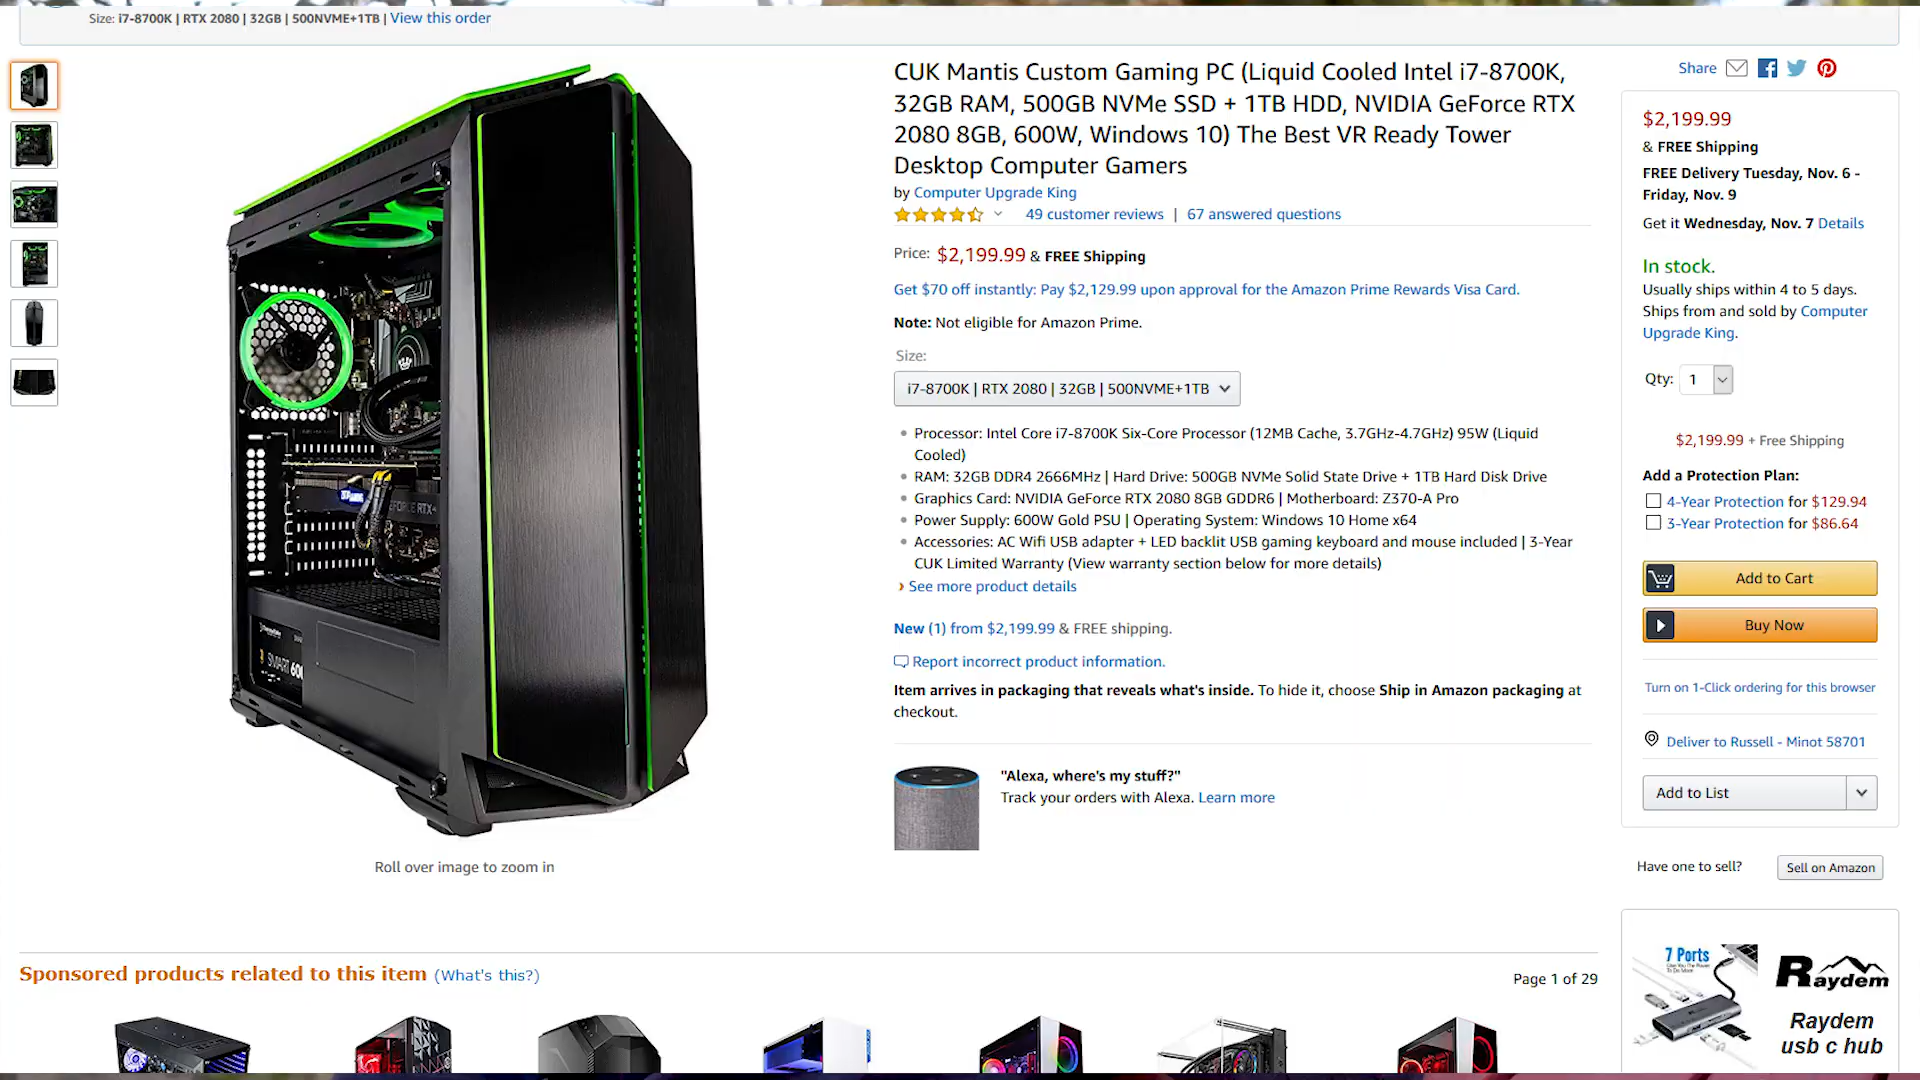 Size: i7-8700K | RTX 2080 | 32GB | 500NVME+1TB | View this order
CUK Mantis Custom Gaming PC (Liquid Cooled Intel i7-8700K,
32GB RAM, 500GB NVMe SSD + 1TB HDD, NVIDIA GeForce RTX
2080 8GB, 600W, Windows 10) The Best VR Ready Tower
Desktop Computer Gamers
by Computer Upgrade King
49 customer reviews | 67 answered questions
Price: $2,199.99 & FREE Shipping
Get $70 off instantly: Pay $2,129.99 upon approval for the Amazon Prime Rewards Visa Card.
Note: Not eligible for Amazon Prime.
Size:
i7-8700K | RTX 2080 | 32GB | 500NVME+1TB
Processor: Intel Core i7-8700K Six-Core Processor (12MB Cache, 3.7GHz-4.7GHz) 95W (Liquid
Cooled)
RAM: 32GB DDR4 2666MHz | Hard Drive: 500GB NVMe Solid State Drive + 1TB Hard Disk Drive
Graphics Card: NVIDIA GeForce RTX 2080 8GB GDDR6 | Motherboard: Z370-A Pro
Power Supply: 600W Gold PSU | Operating System: Windows 10 Home x64
Accessories: AC Wifi USB adapter + LED backlit USB gaming keyboard and mouse included | 3-Year
CUK Limited Warranty (View warranty section below for more details)
› See more product details
New (1) from $2,199.99 & FREE shipping.
Report incorrect product information.
Item arrives in packaging that reveals what's inside. To hide it, choose Ship in Amazon packaging at
checkout.
"Alexa, where's my stuff?"
Track your orders with Alexa. Learn more
SMART 600
Roll over image to zoom in
Share
$2,199.99
& FREE Shipping
FREE Delivery Tuesday, Nov. 6 -
Friday, Nov. 9
Get it Wednesday, Nov. 7 Details
In stock.
Usually ships within 4 to 5 days.
Ships from and sold by Computer
Upgrade King.
Qty: 1
$2,199.99 + Free Shipping
Add a Protection Plan:
4-Year Protection for $129.94
3-Year Protection for $86.64
Add to Cart
Buy Now
Turn on 1-Click ordering for this browser
Deliver to Russell - Minot 58701
Add to List
Have one to sell? Sell on Amazon
Sponsored products related to this item (What's this?)
Page 1 of 29
7 Ports
Raydem
Raydem
usb c hub